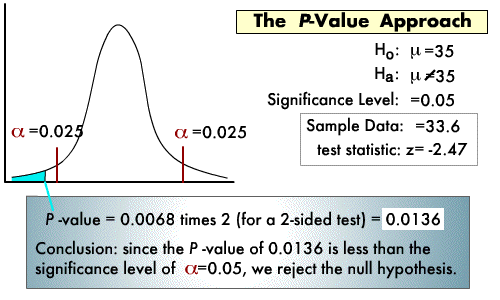 The P-Value Approach
Ho: μ =35
Ha: μ ≠35
Significance Level: =0.05
Sample Data: =33.6
test statistic: z= -2.47
α =0.025
α =0.025
P -value = 0.0068 times 2 (for a 2-sided test) = 0.0136
Conclusion: since the P -value of 0.0136 is less than the
significance level of α=0.05, we reject the null hypothesis.